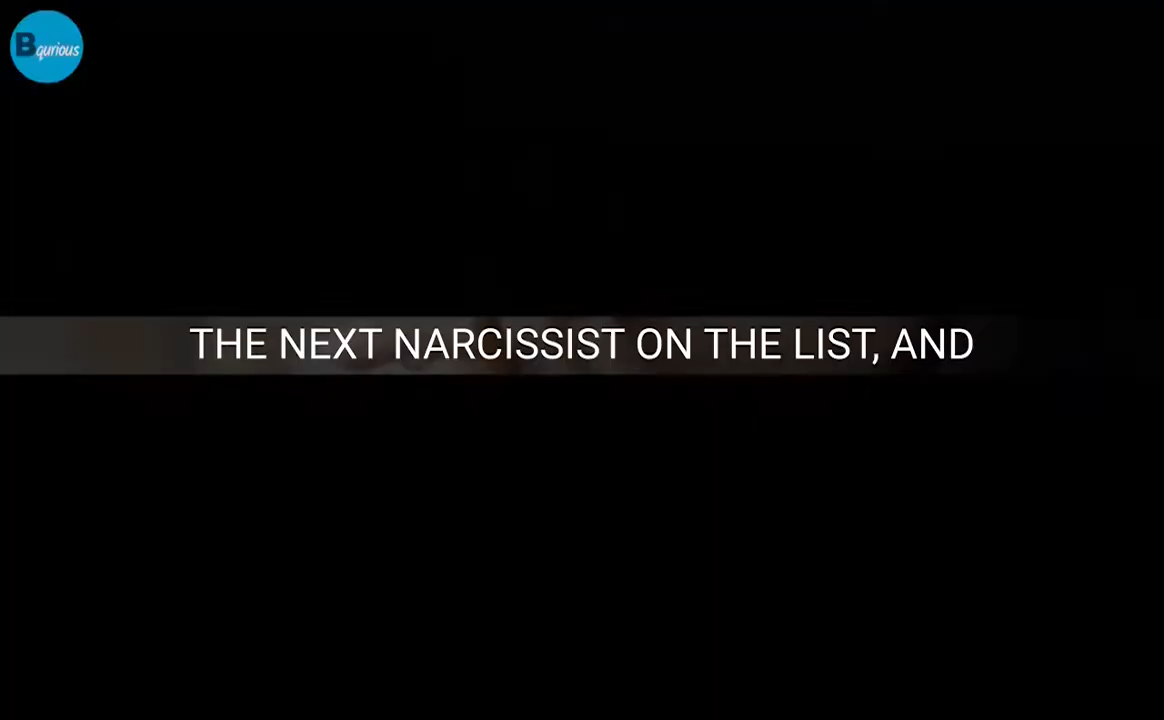 Bqurious
THE NEXT NARCISSIST ON THE LIST, AND